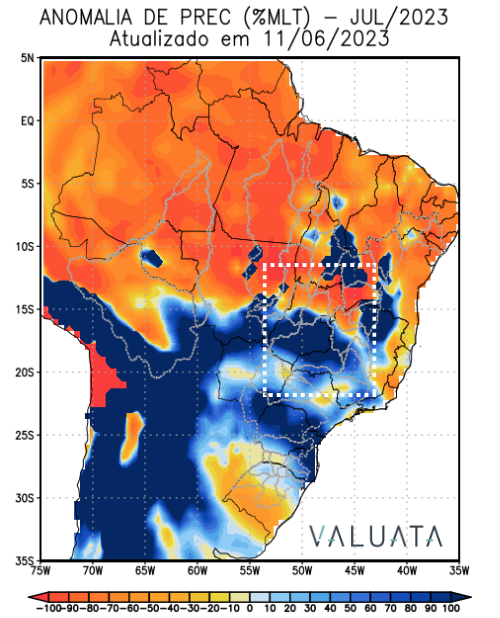 ANOMALIA DE PREC (%MLT) – JUL/2023
Atualizado em 11/06/2023
5N
EQ
5S
10S
15S
20S
25S
30S
35S
VALUATA
75W 70W 65W 60W 55W 50W 45W 40W 35W
-100-90-80-70-60-50-40-30-20-10 0 10 20 30 40 50 60 70 80 90 100